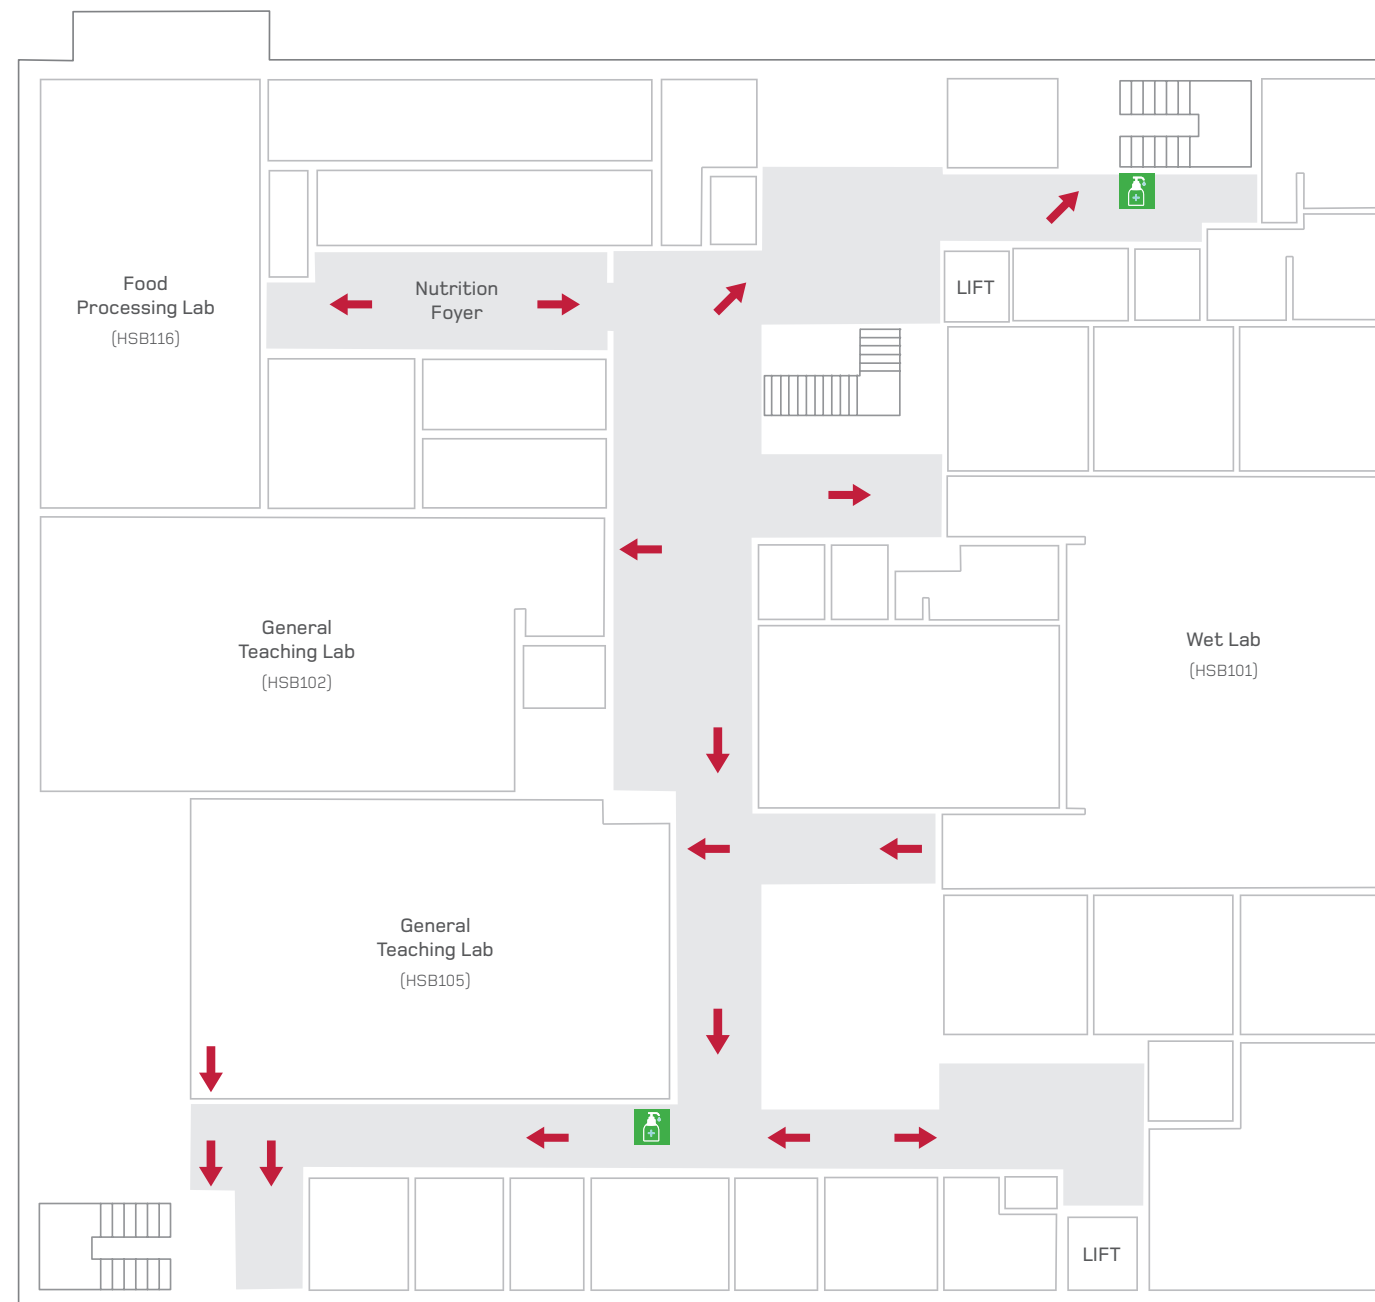 Food
Processing Lab
(HSB116)
Nutrition
Foyer
LIFT
General
Teaching Lab
(HSB102)
Wet Lab
(HSB101)
General
Teaching Lab
(HSB105)
LIFT